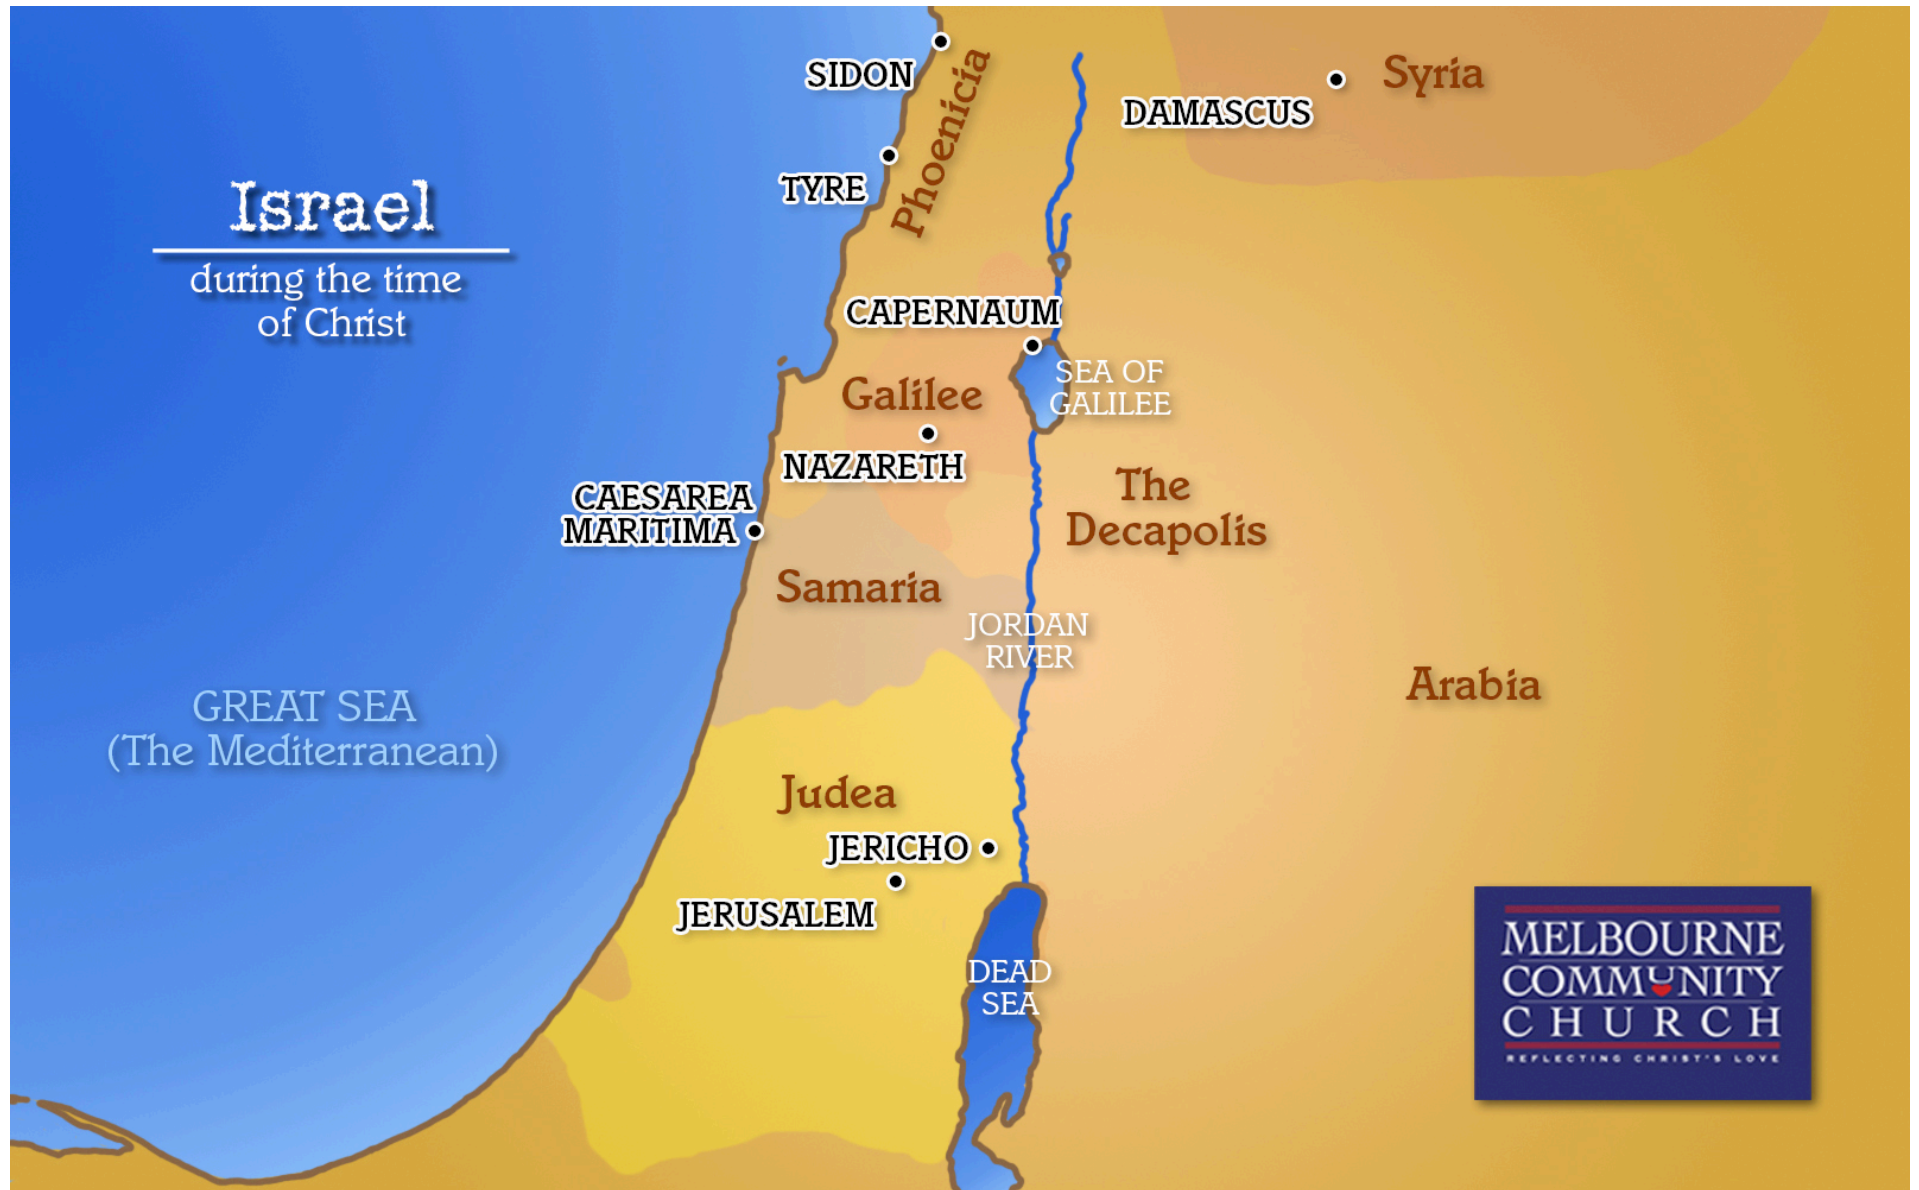 SIDON
Phoenicia
Syria
DAMASCUS
TYRE
Israel
during the time
of Christ
CAPERNAUM
SEA OF
GALILEE
Galilee
NAZARETH
CAESAREA
MARITIMA
The
Decapolis
Samaria
JORDAN
RIVER
Arabia
GREAT SEA
(The Mediterranean)
Judea
JERICHO
JERUSALEM
DEAD
SEA
MELBOURNE
COMMUNITY
CHURCH
REFLECTING CHRIST'S LOVE